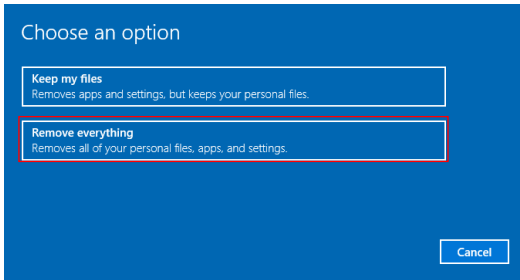 Choose an option
Keep my files
Removes apps and settings, but keeps your personal files.
Remove everything
Removes all of your personal files, apps, and settings.
Cancel